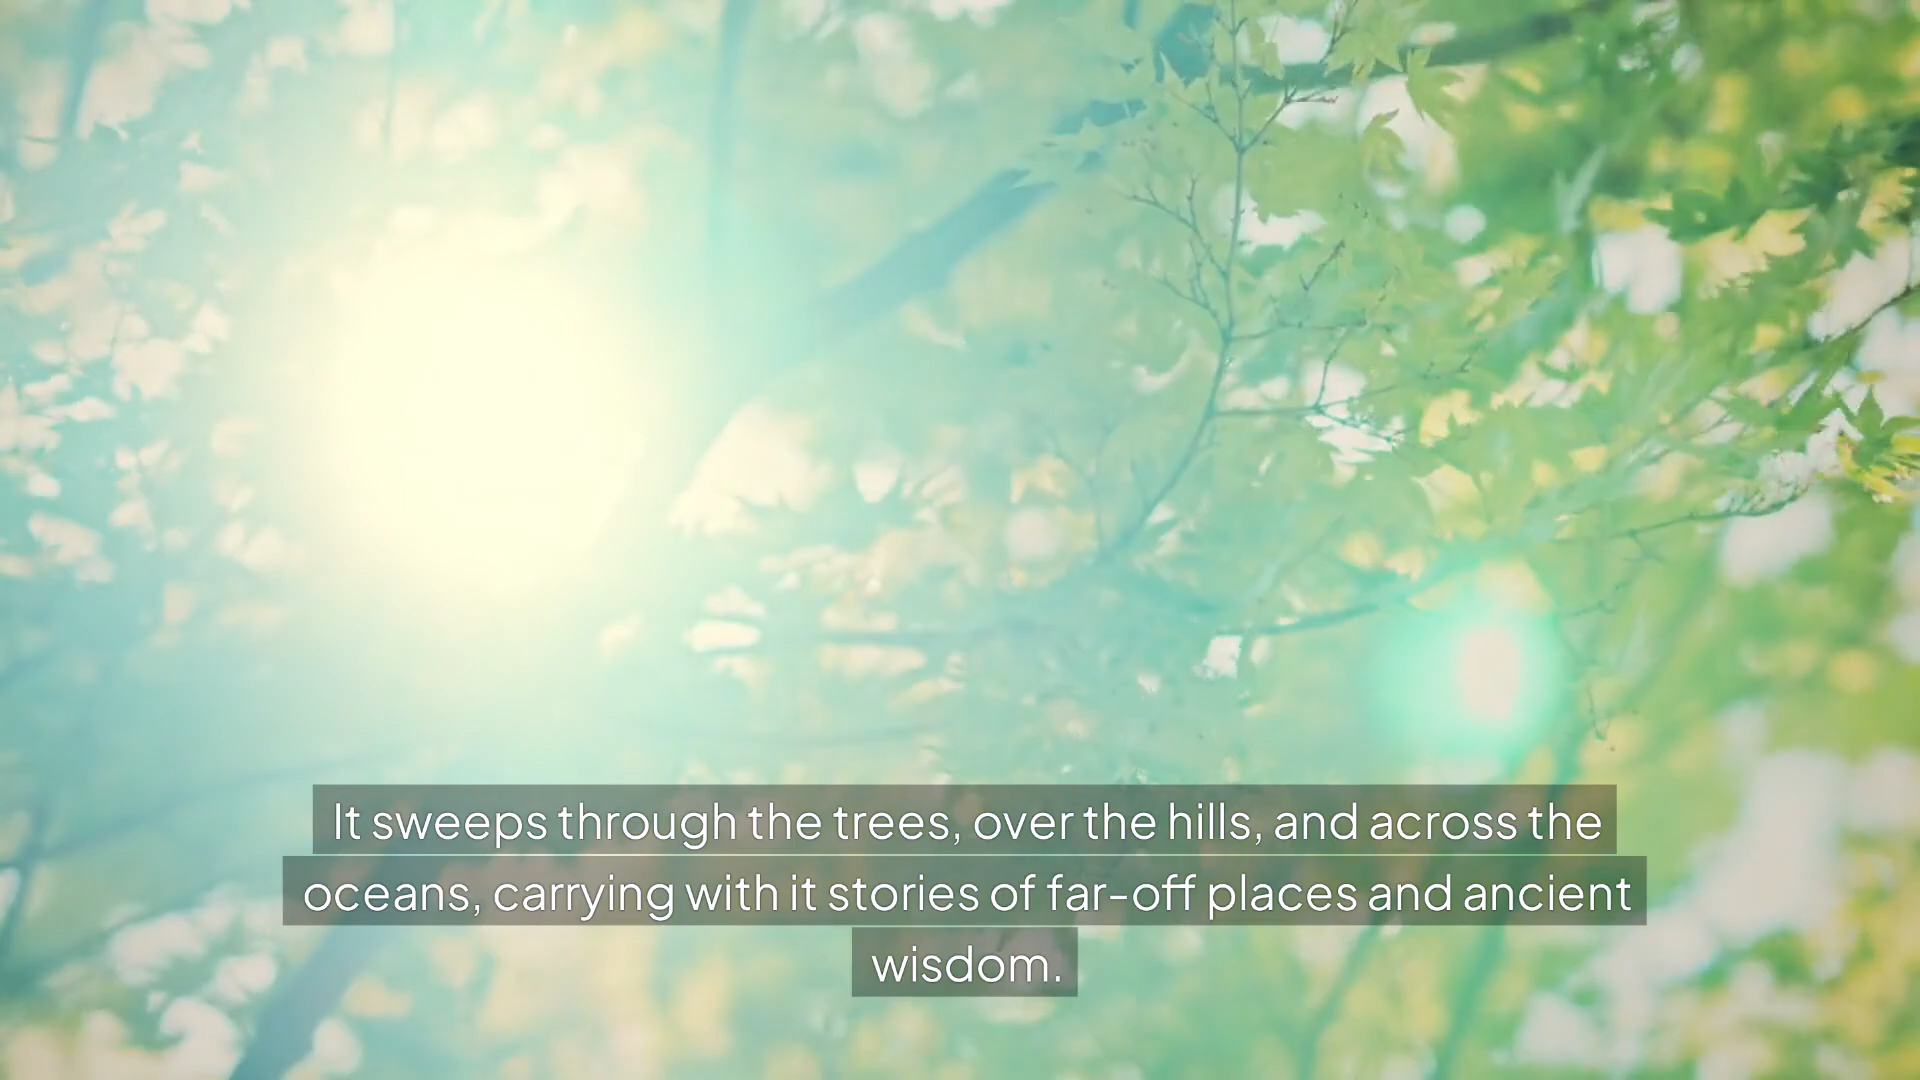 It sweeps through the trees, over the hills, and across the
oceans, carrying with it stories of far-off places and ancient
wisdom.